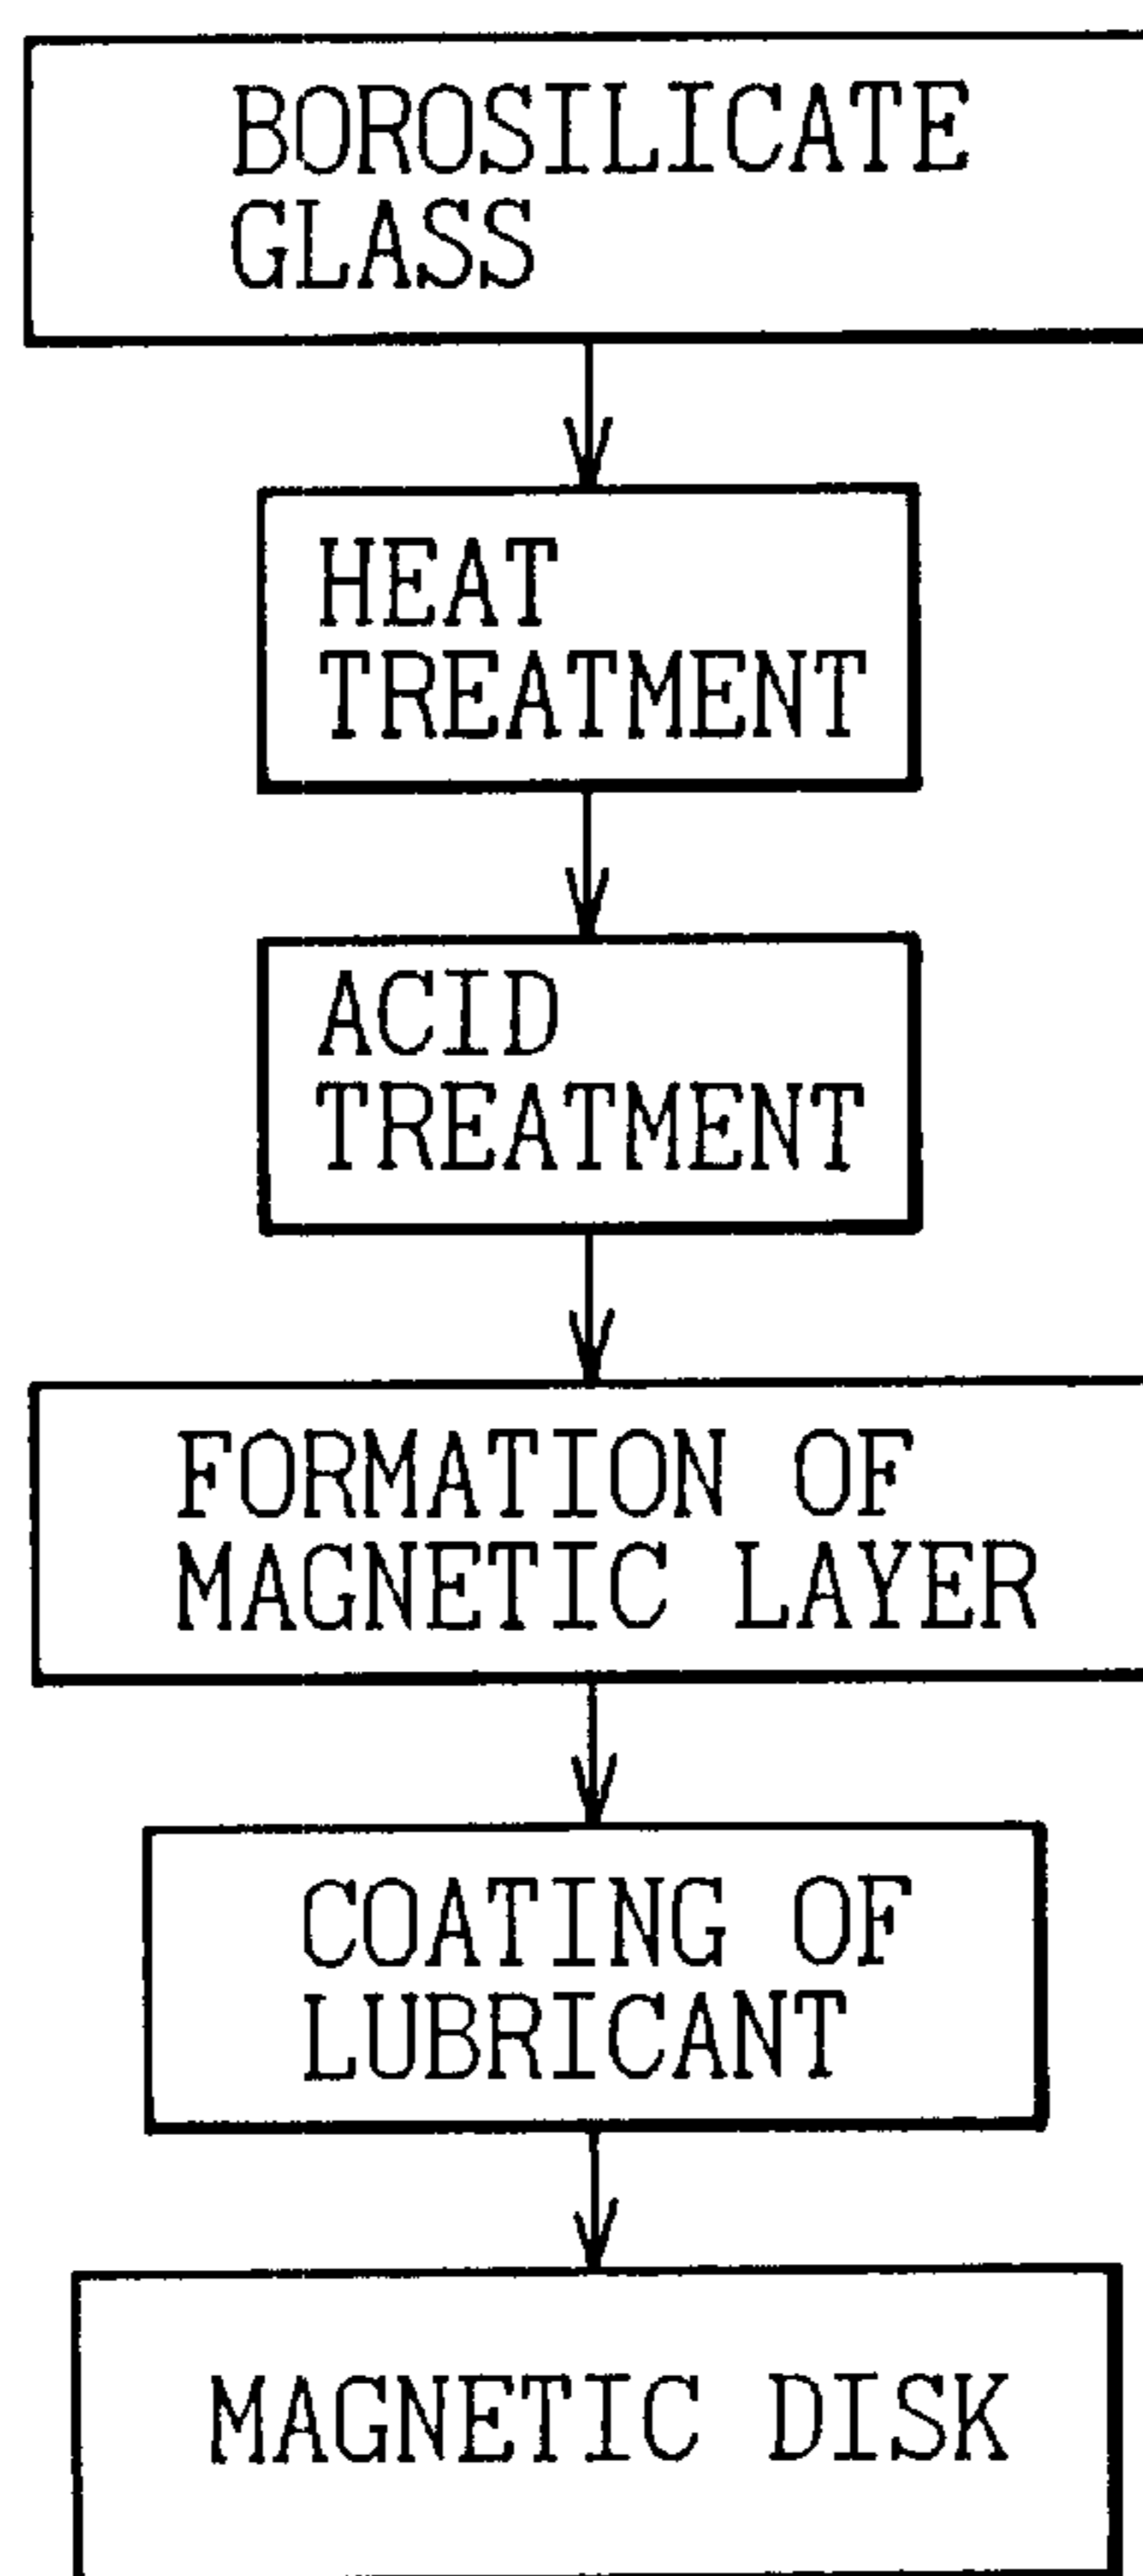 BOROSILICATE
GLASS
HEAT
TREATMENT
ACID
TREATMENT
FORMATION OF
MAGNETIC LAYER
COATING OF
LUBRICANT
MAGNETIC DISK